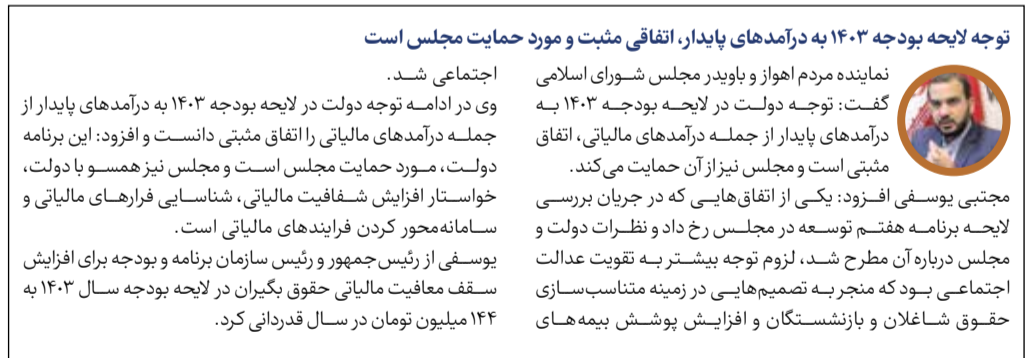 توجه لایحه بودجه ۱۴۰۳ به درآمدهای پایدار، اتفاقی مثبت و مورد حمایت مجلس است
نماینده مردم اهواز و باویدر مجلس شورای اسلامی
گفت: توجه دولت در لایحه بودجه ۱۴۰۳ به
درآمدهای پایدار از جمله درآمدهای مالیاتی، اتفاق
مثبتی است و مجلس نیز از آن حمایت می‌کند.
مجتبی یوسفی افزود: یکی از اتفاق‌هایی که در جریان بررسی
لایحه برنامه هفتم توسعه در مجلس رخ داد و نظرات دولت و
مجلس درباره آن مطرح شد، لزوم توجه بیشتر به تقویت عدالت
اجتماعی بود که منجر به تصمیم‌هایی در زمینه متناسب‌سازی
حقوق شاغلان و بازنشستگان و افزایش پوشش بیمه‌های
اجتماعی شد.
وی در ادامه توجه دولت در لایحه بودجه ۱۴۰۳ به درآمدهای پایدار از
جمله درآمدهای مالیاتی را اتفاق مثبتی دانست و افزود: این برنامه
دولت، مورد حمایت مجلس است و مجلس نیز همسو با دولت،
خواستار افزایش شفافیت مالیاتی، شناسایی فرارهای مالیاتی و
سامانه‌محور کردن فرایندهای مالیاتی است.
یوسفی از رئیس‌جمهور و رئیس سازمان برنامه و بودجه برای افزایش
سقف معافیت مالیاتی حقوق بگیران در لایحه بودجه سال ۱۴۰۳ به
۱۴۴ میلیون تومان در سال قدردانی کرد.